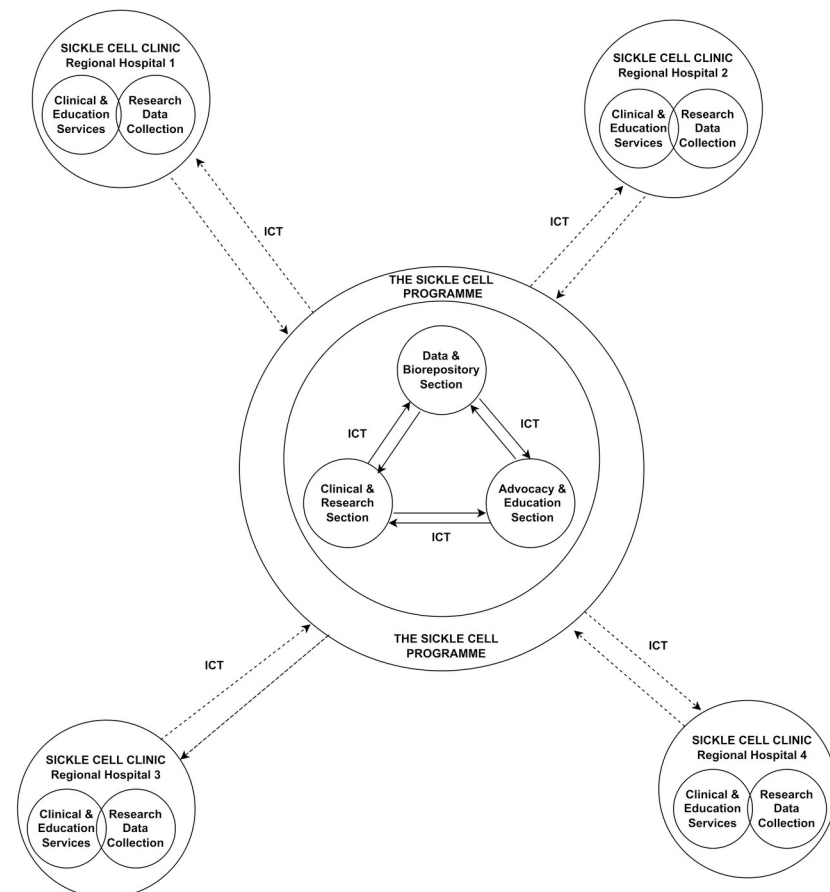 SICKLE CELL CLINIC
Regional Hospital 1
Clinical &
Education
Services
Research
Data
Collection
SICKLE CELL CLINIC
Regional Hospital 2
Clinical &
Education
Services
Research
Data
Collection
ICT
ICT
THE SICKLE CELL
PROGRAMME
Data &
Biorepository
Section
ICT
ICT
Clinical &
Research
Section
Advocacy &
Education
Section
ICT
THE SICKLE CELL
PROGRAMME
ICT
ICT
SICKLE CELL CLINIC
Regional Hospital 3
Clinical &
Education
Services
Research
Data
Collection
SICKLE CELL CLINIC
Regional Hospital 4
Clinical &
Education
Services
Research
Data
Collection